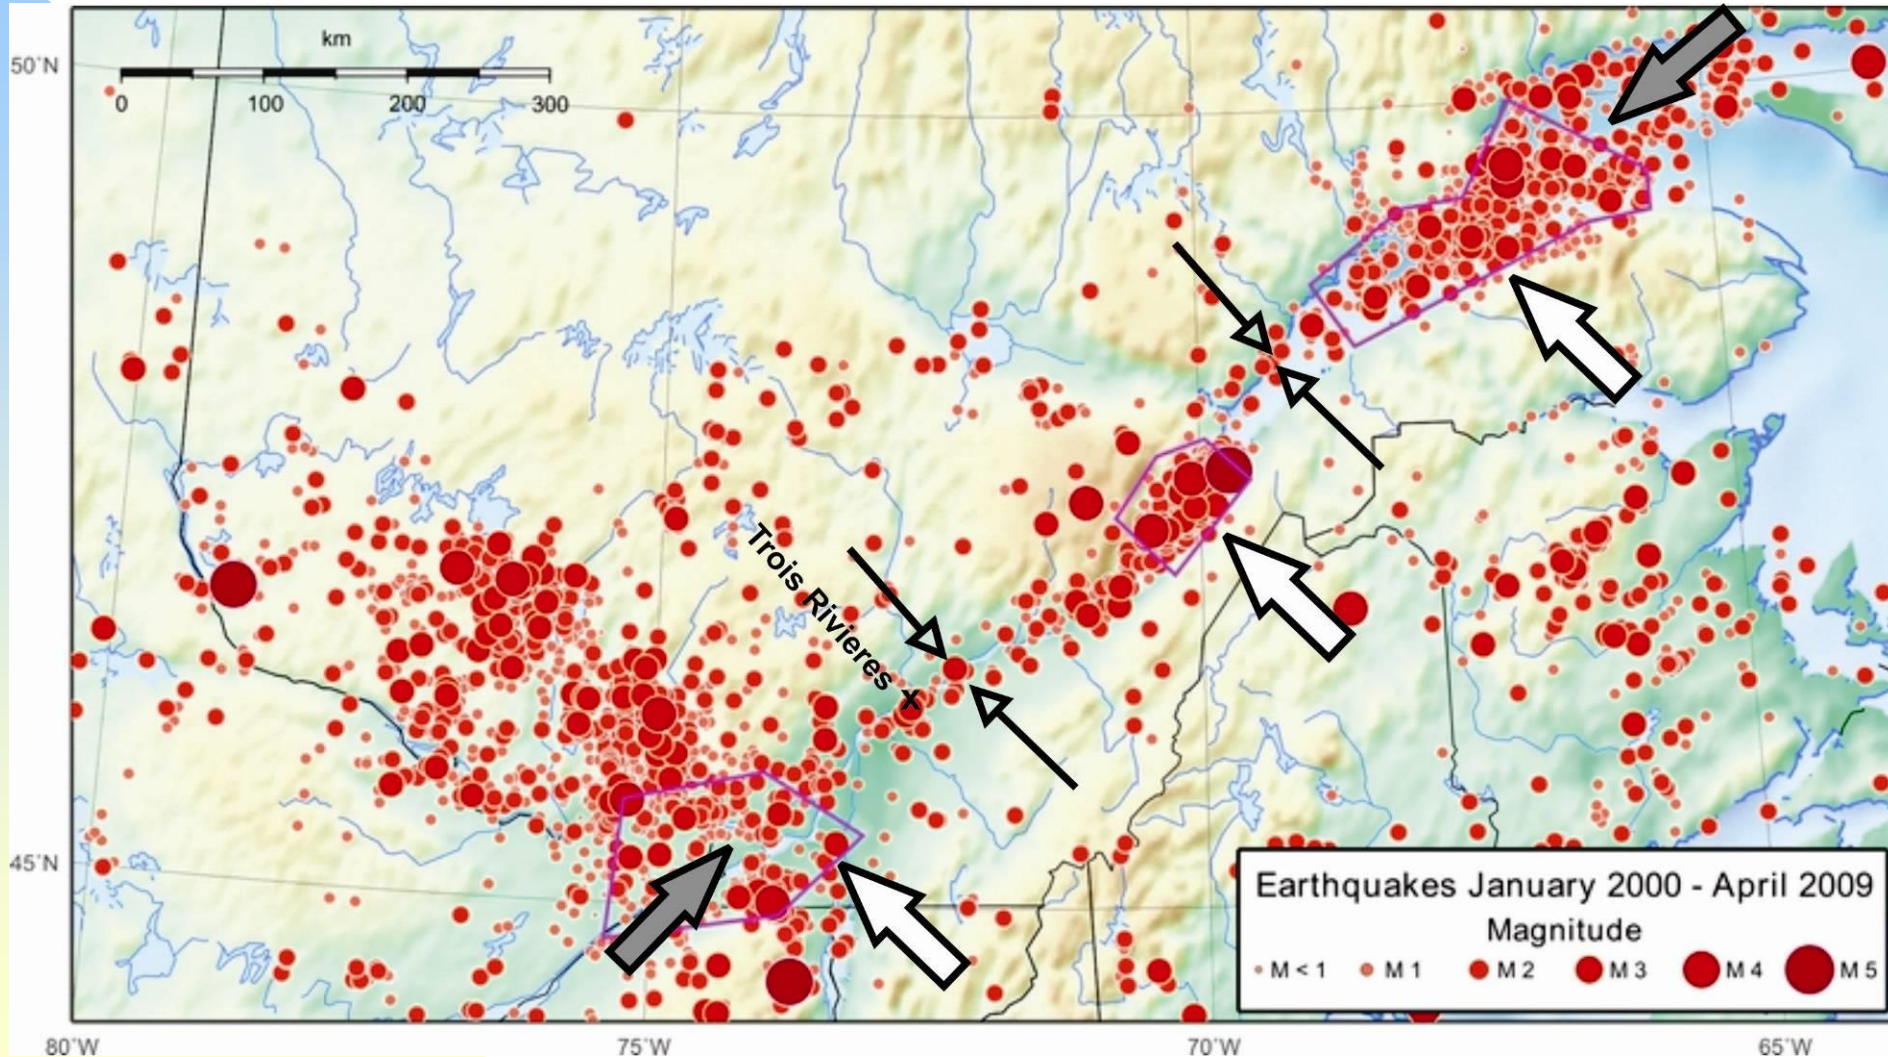 km
50°N
0 100 200 300
Trois Rivieres x
45°N
Earthquakes January 2000 - April 2009
Magnitude
M < 1 M 1 M 2 M 3 M 4 M 5
80°W 75°W 70°W 65°W